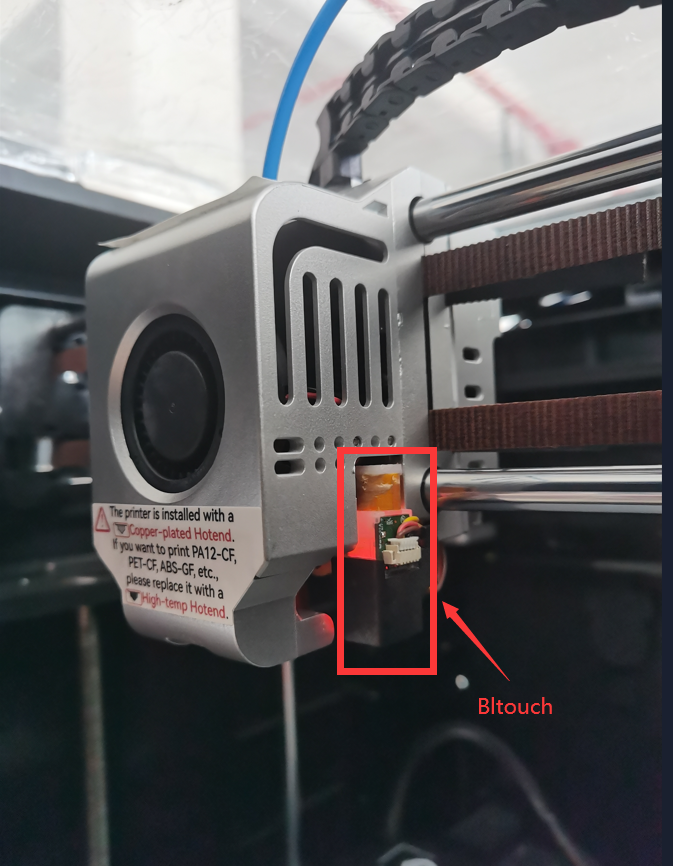 The printer is installed with a
Copper-plated Hotend.
If you want to print PA12-CF,
PET-CF, ABS-GF, etc.,
please replace it with a
High-temp Hotend.
Bltouch